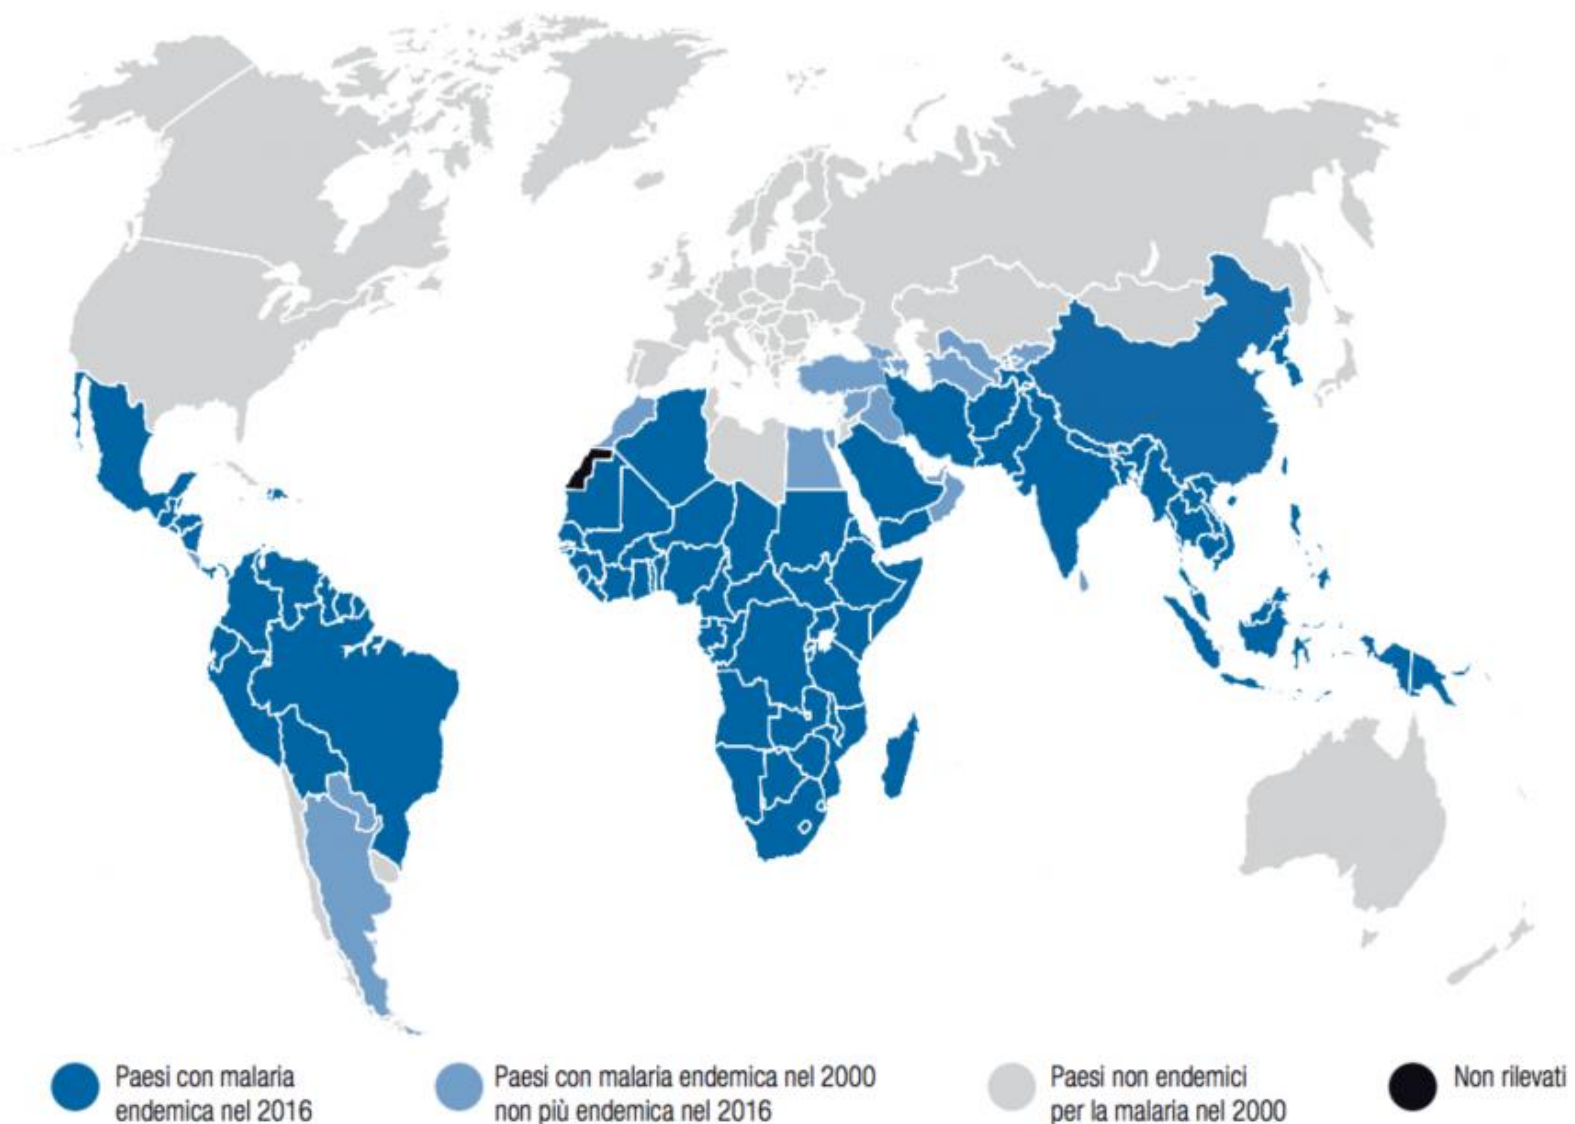 Paesi con malaria
endemica nel 2016
Paesi con malaria endemica nel 2000
non più endemica nel 2016
Paesi non endemici
per la malaria nel 2000
Non rilevati